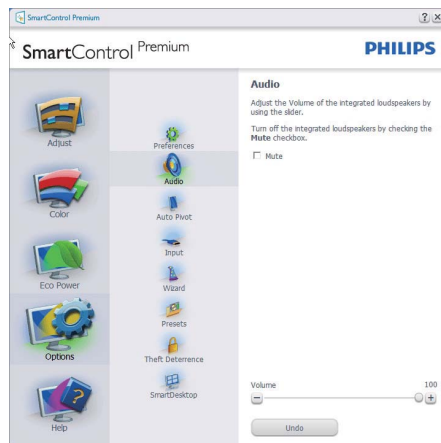 SmartControl Premium
SmartControl Premium
PHILIPS
Adjust
Color
Eco Power
Options
Help
Preferences
Audio
Auto Pivot
Input
Wizard
Presets
Theft Deterrence
SmartDesktop
Audio
Adjust the Volume of the integrated loudspeakers by
using the slider.
Turn off the integrated loudspeakers by checking the
Mute checkbox.
Mute
Volume 100
Undo